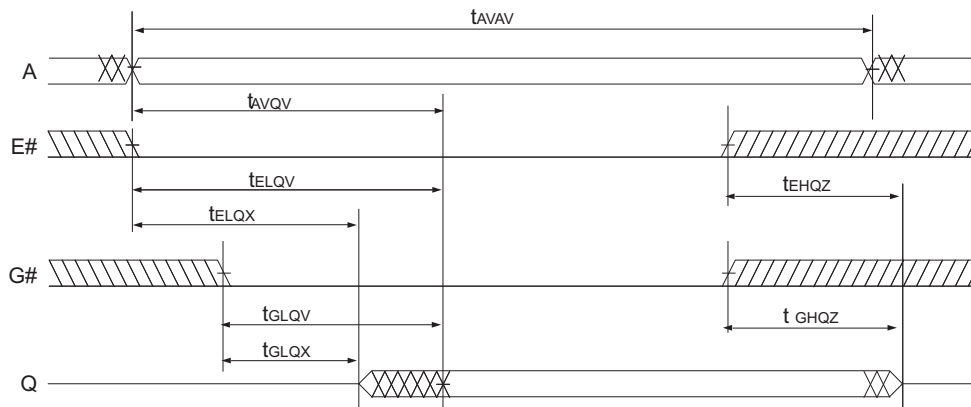 tAVAV
A
tAVQV
E#
tELQV
tEHQZ
tELQX
G#
tGLQV
t GHQZ
tGLQX
Q